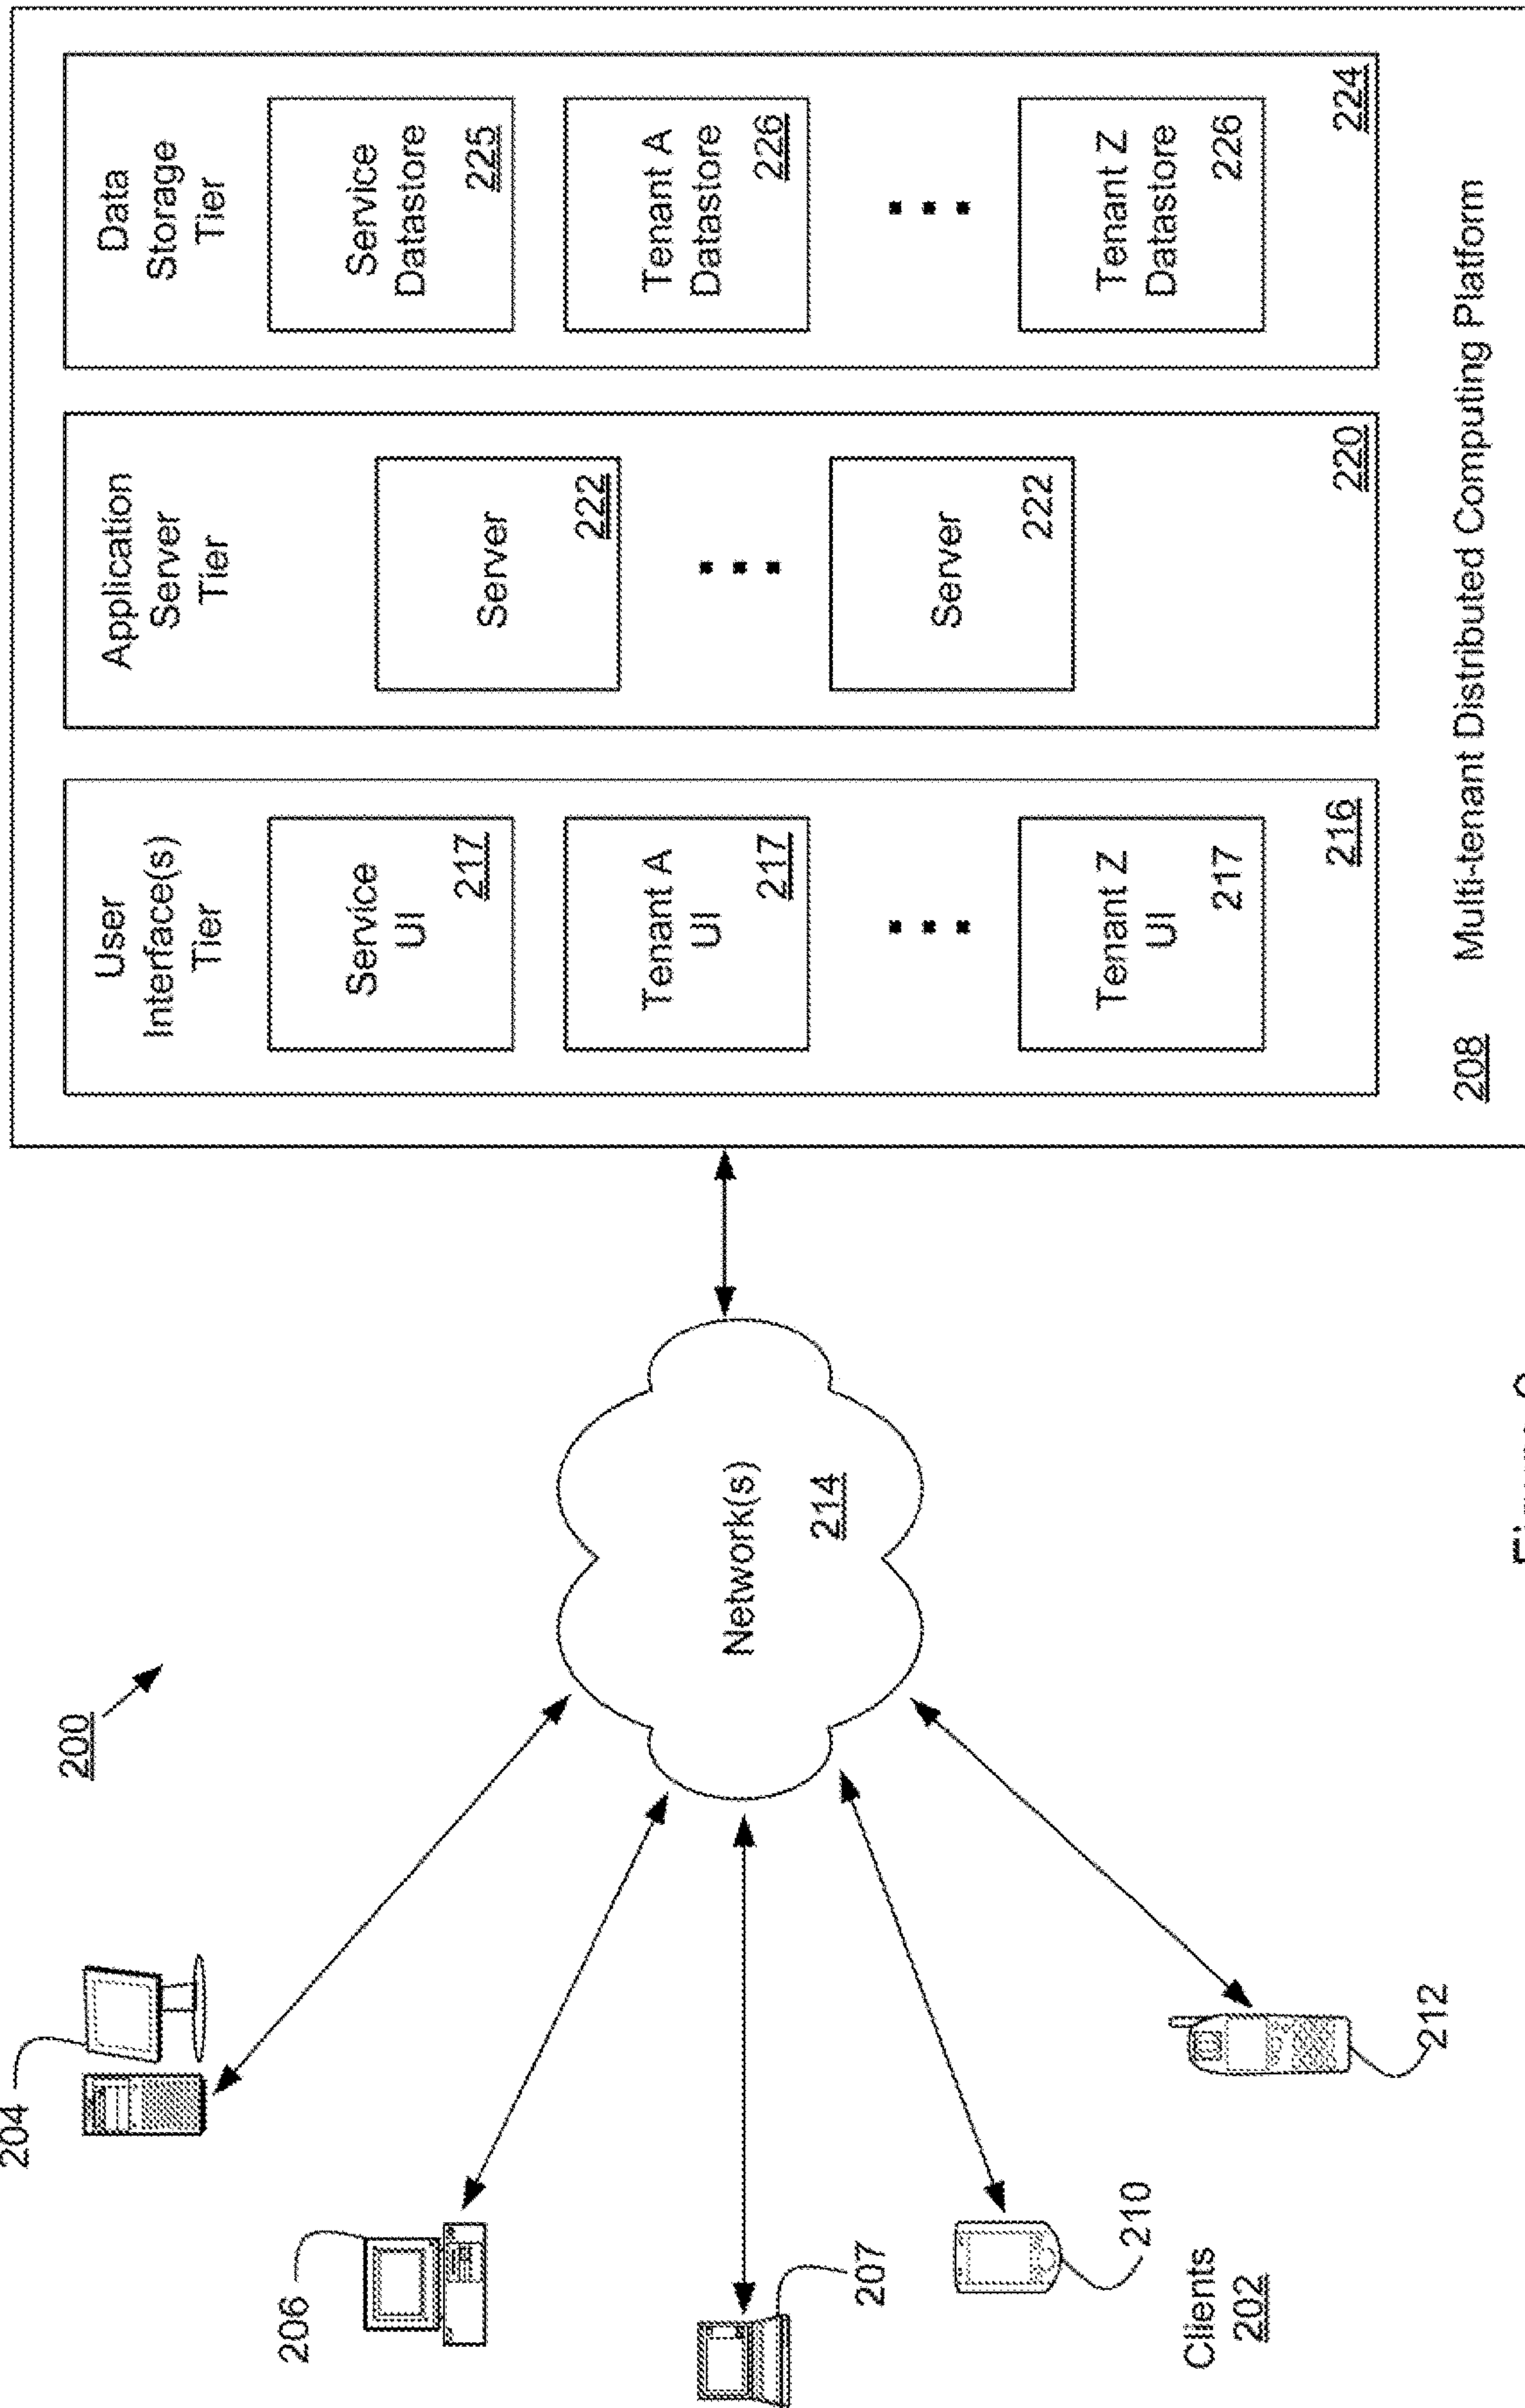 200
204
206
207
210
212
Clients
202
Network(s)
214
User
Interface(s)
Tier
Service
UI
217
Tenant A
UI
217
Tenant Z
UI
217
216
Application
Server
Tier
Server
222
Server
222
220
Data
Storage
Tier
Service
Datastore
225
Tenant A
Datastore
226
Tenant Z
Datastore
226
224
208 Multi-tenant Distributed Computing Platform